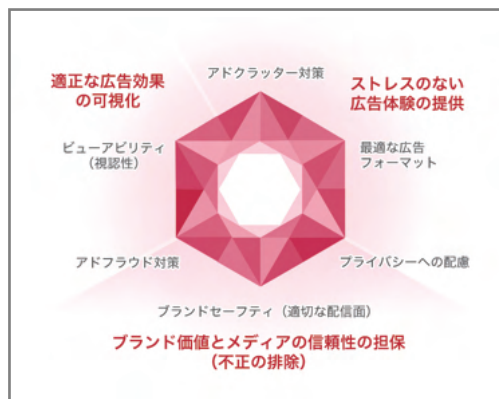 アドクラッター対策
適正な広告効果
の可視化
ストレスのない
広告体験の提供
ビューアビリティ
（視認性）
最適な広告
フォーマット
アドフラウド対策
プライバシーへの配慮
ブランドセーフティ（適切な配信面）
ブランド価値とメディアの信頼性の担保
（不正の排除）